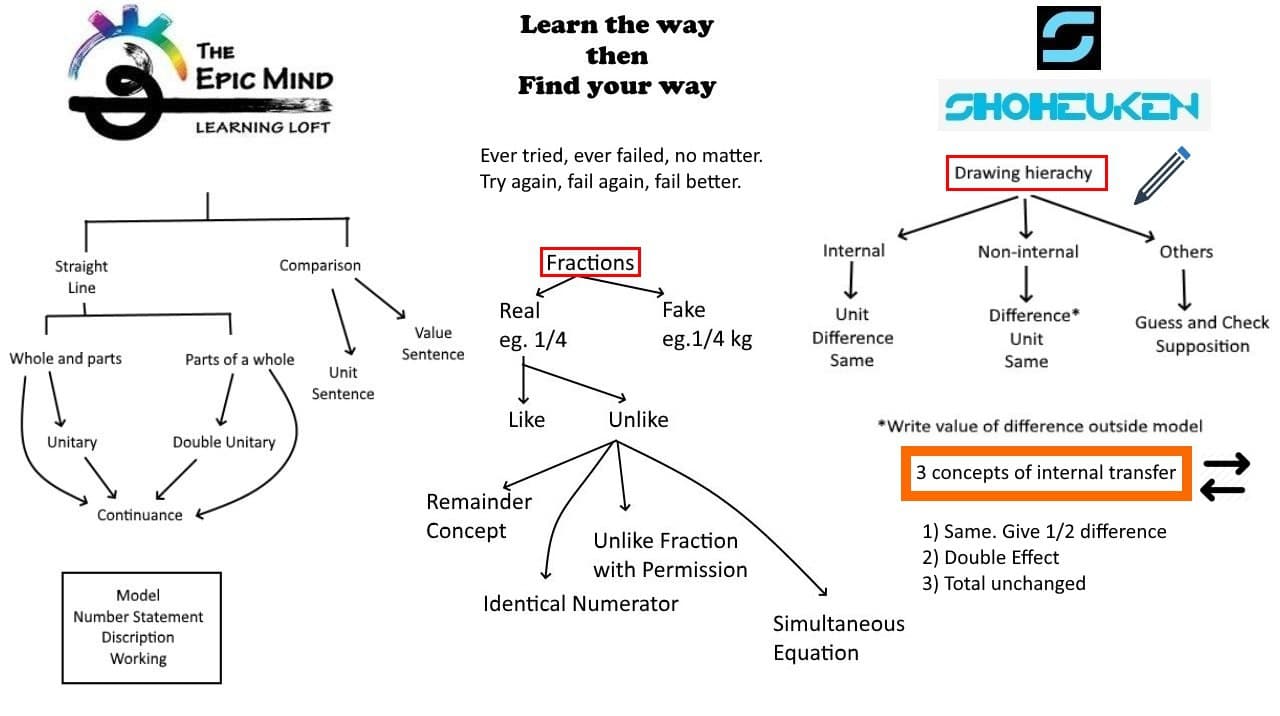 THE
EPIC MIND
LEARNING LOFT
Learn the way
then
Find your way
SHOHEUKEN
Ever tried, ever failed, no matter.
Try again, fail again, fail better.
Straight
Line
Comparison
Whole and parts
Parts of a whole
Value
Sentence
Unit
Sentence
Unitary
Double Unitary
Continuance
Model
Number Statement
Discription
Working
Fractions
Real
eg. 1/4
Fake
eg.1/4 kg
Like
Unlike
Remainder
Concept
Unlike Fraction
with Permission
Identical Numerator
Simultaneous
Equation
Drawing hierachy
Internal
Non-internal
Others
Unit
Difference
Same
Difference*
Unit
Same
Guess and Check
Supposition
*Write value of difference outside model
3 concepts of internal transfer
1) Same. Give 1/2 difference
2) Double Effect
3) Total unchanged